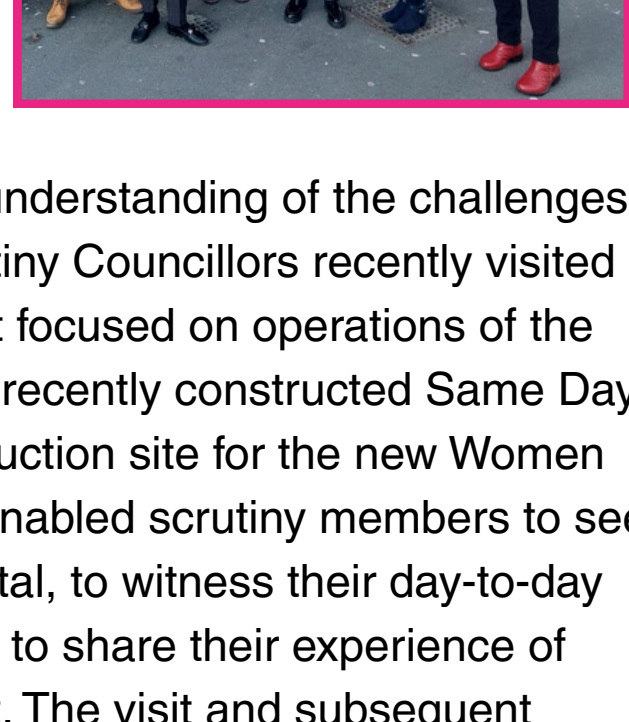 understanding of the challenges
tiny Councillors recently visited
t focused on operations of the
recently constructed Same Day
uction site for the new Women
nabled scrutiny members to see
tal, to witness their day-to-day
to share their experience of
. The visit and subsequent